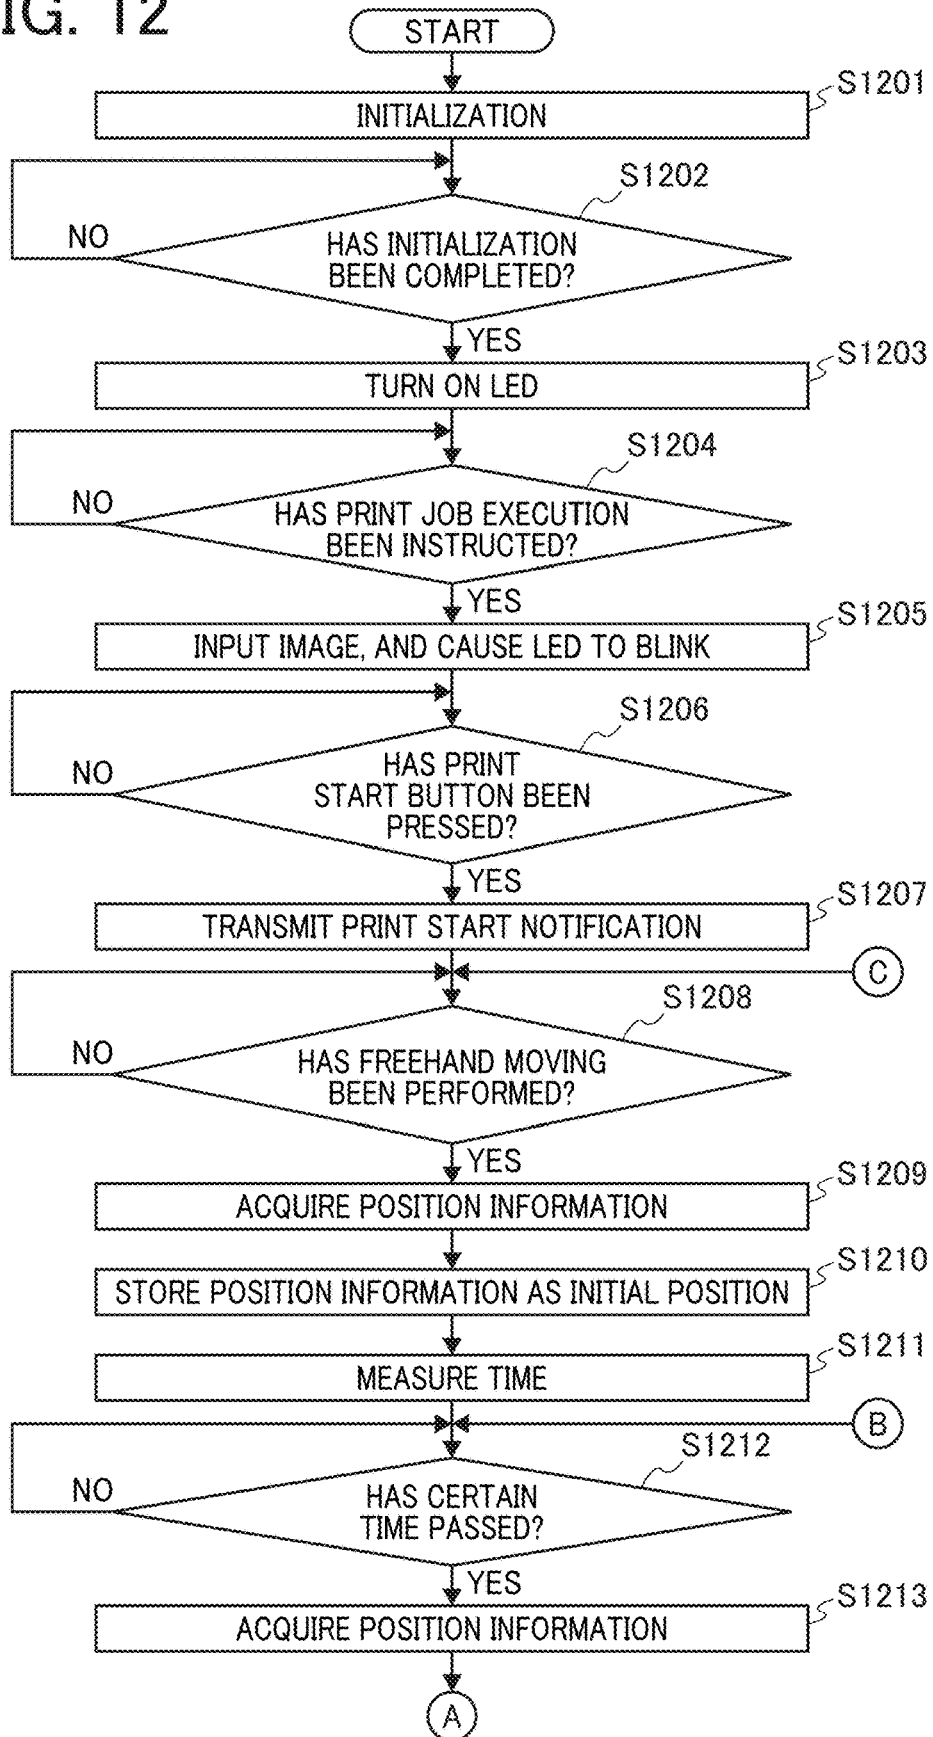 IG. 12
START
INITIALIZATION
S1201
S1202
NO
HAS INITIALIZATION
BEEN COMPLETED?
YES
S1203
TURN ON LED
S1204
NO
HAS PRINT JOB EXECUTION
BEEN INSTRUCTED?
YES
S1205
INPUT IMAGE, AND CAUSE LED TO BLINK
S1206
NO
HAS PRINT
START BUTTON BEEN
PRESSED?
YES
S1207
TRANSMIT PRINT START NOTIFICATION
C
S1208
NO
HAS FREEHAND MOVING
BEEN PERFORMED?
YES
S1209
ACQUIRE POSITION INFORMATION
S1210
STORE POSITION INFORMATION AS INITIAL POSITION
S1211
MEASURE TIME
B
S1212
NO
HAS CERTAIN
TIME PASSED?
YES
S1213
ACQUIRE POSITION INFORMATION
A